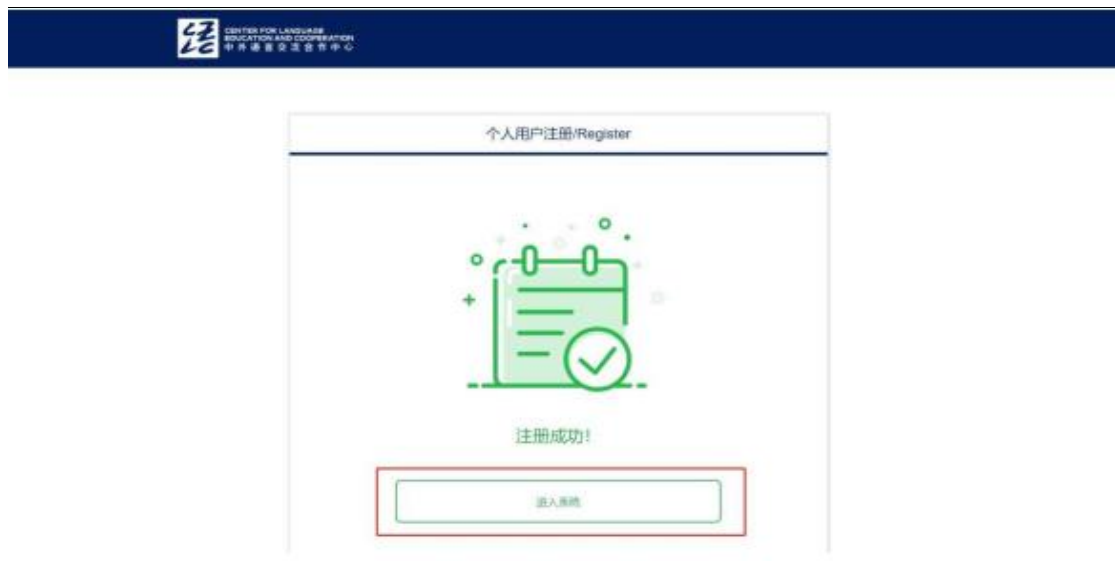 CENTER FOR LANGUAGE
EDUCATION AND COOPERATION
中外语言交流合作中心
个人用户注册/Register
注册成功!
进入系统